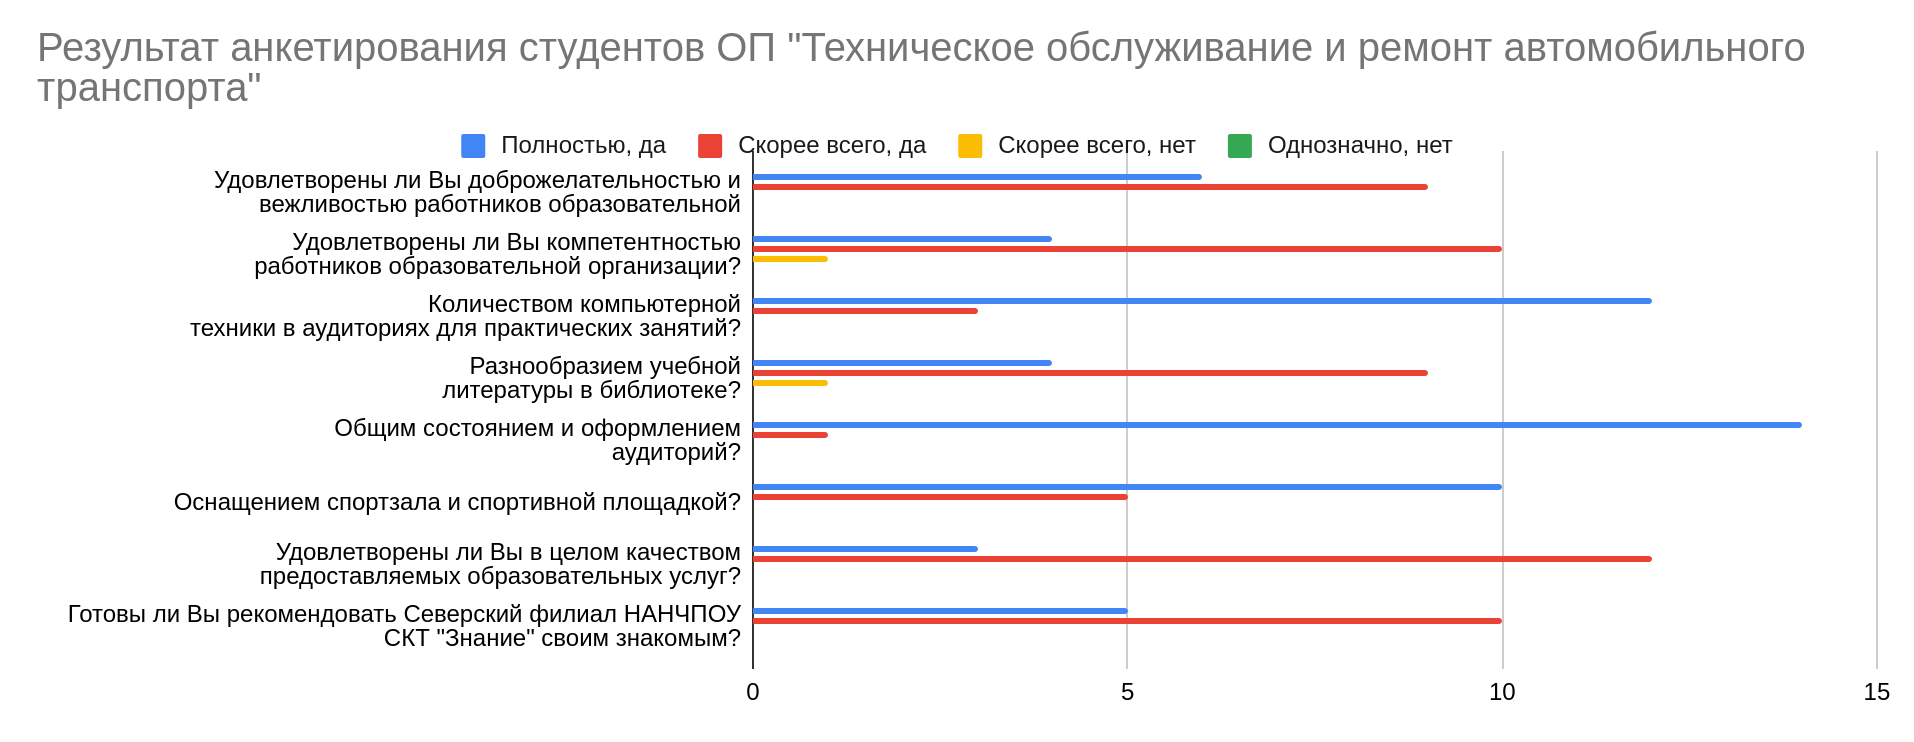 Результат анкетирования студентов ОП "Техническое обслуживание и ремонт автомобильного
транспорта"
Полностью, да
Скорее всего, да
Скорее всего, нет
Однозначно, нет
Удовлетворены ли Вы доброжелательностью и
вежливостью работников образовательной
Удовлетворены ли Вы компетентностью
работников образовательной организации?
Количеством компьютерной
техники в аудиториях для практических занятий?
Разнообразием учебной
литературы в библиотеке?
Общим состоянием и оформлением
аудиторий?
Оснащением спортзала и спортивной площадкой?
Удовлетворены ли Вы в целом качеством
предоставляемых образовательных услуг?
Готовы ли Вы рекомендовать Северский филиал НАНЧПОУ
СКТ "Знание" своим знакомым?
0
5
10
15